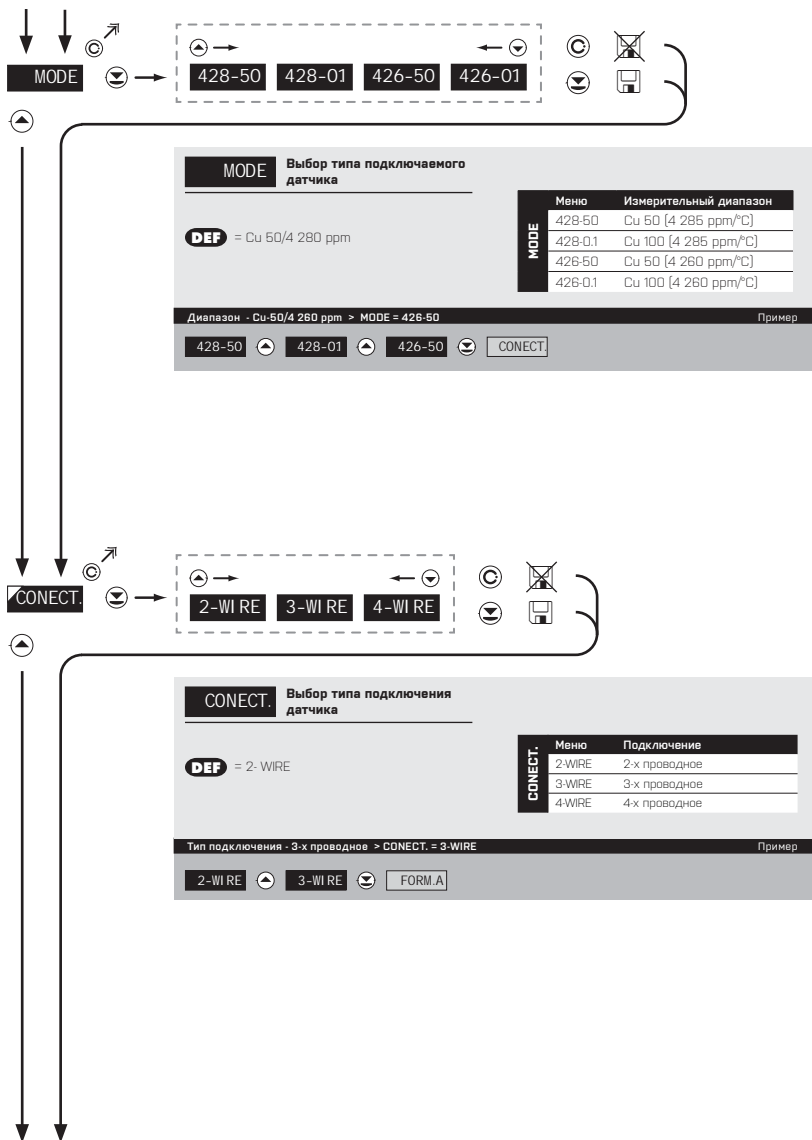 MODE
428-50 428-01 426-50 426-01
MODE
Выбор типа подключаемого
датчика
DEF = Cu 50/4 280 ppm
MODE
Меню Измерительный диапазон
428-50 Cu 50 (4 285 ppm/°C)
428-0.1 Cu 100 (4 285 ppm/°C)
426-50 Cu 50 (4 260 ppm/°C)
426-0.1 Cu 100 (4 260 ppm/°C)
Диапазон - Cu-50/4 260 ppm > MODE = 426-50 Пример
428-50 428-01 426-50 CONECT.
CONECT.
2-WIRE 3-WIRE 4-WIRE
CONECT.
Выбор типа подключения
датчика
DEF = 2- WIRE
CONECT.
Меню Подключение
2-WIRE 2-х проводное
3-WIRE 3-х проводное
4-WIRE 4-х проводное
Тип подключения - 3-х проводное > CONECT. = 3-WIRE Пример
2-WIRE 3-WIRE FORM.A